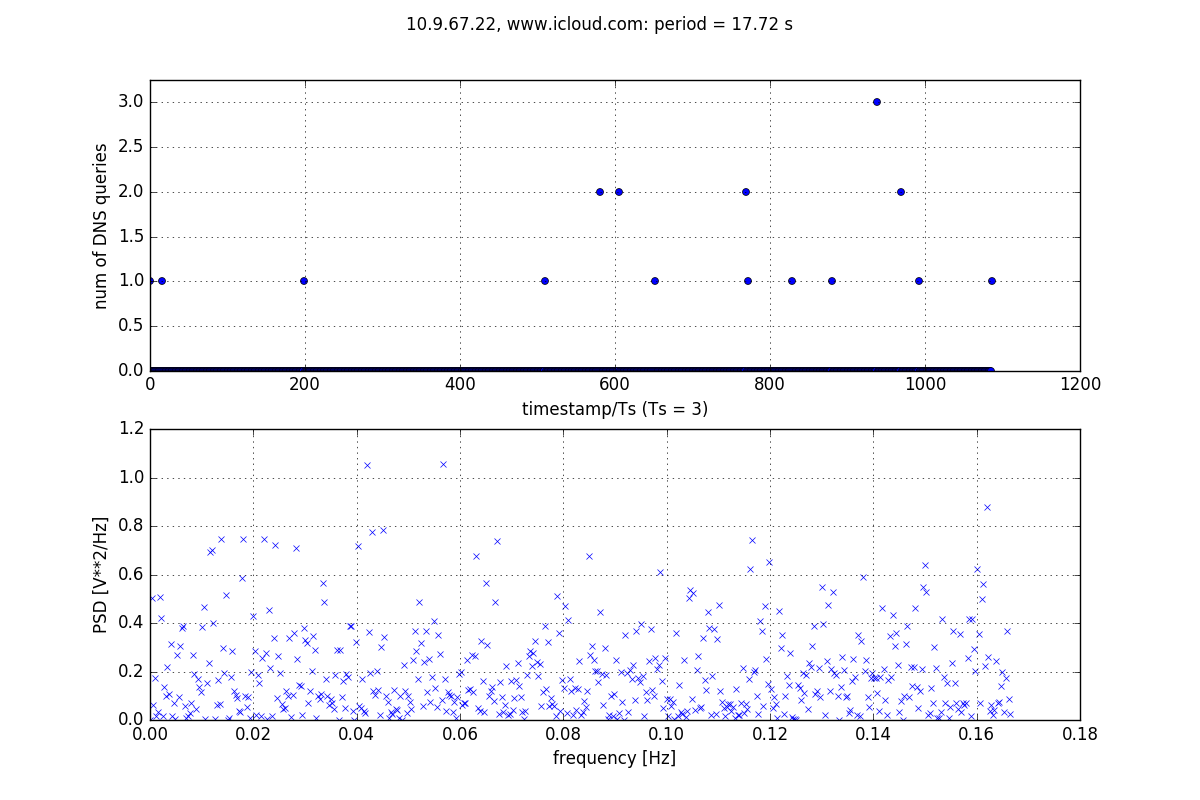 10.9.67.22, www.icloud.com: period = 17.72 s
3.0
2.5
2.0
1.5
1.0
0.5
0.0
num of DNS queries
0 200 400 600 800 1000 1200
timestamp/Ts (Ts = 3)
1.2
1.0
0.8
0.6
0.4
0.2
0.0
PSD [V**2/Hz]
0.00 0.02 0.04 0.06 0.08 0.10 0.12 0.14 0.16 0.18
frequency [Hz]